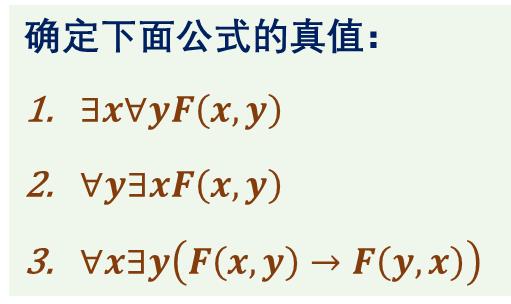 确定下面公式的真值：
1. ∃x∀yF(x,y)
2. ∀y∃xF(x,y)
3. ∀x∃y(F(x,y) → F(y,x))